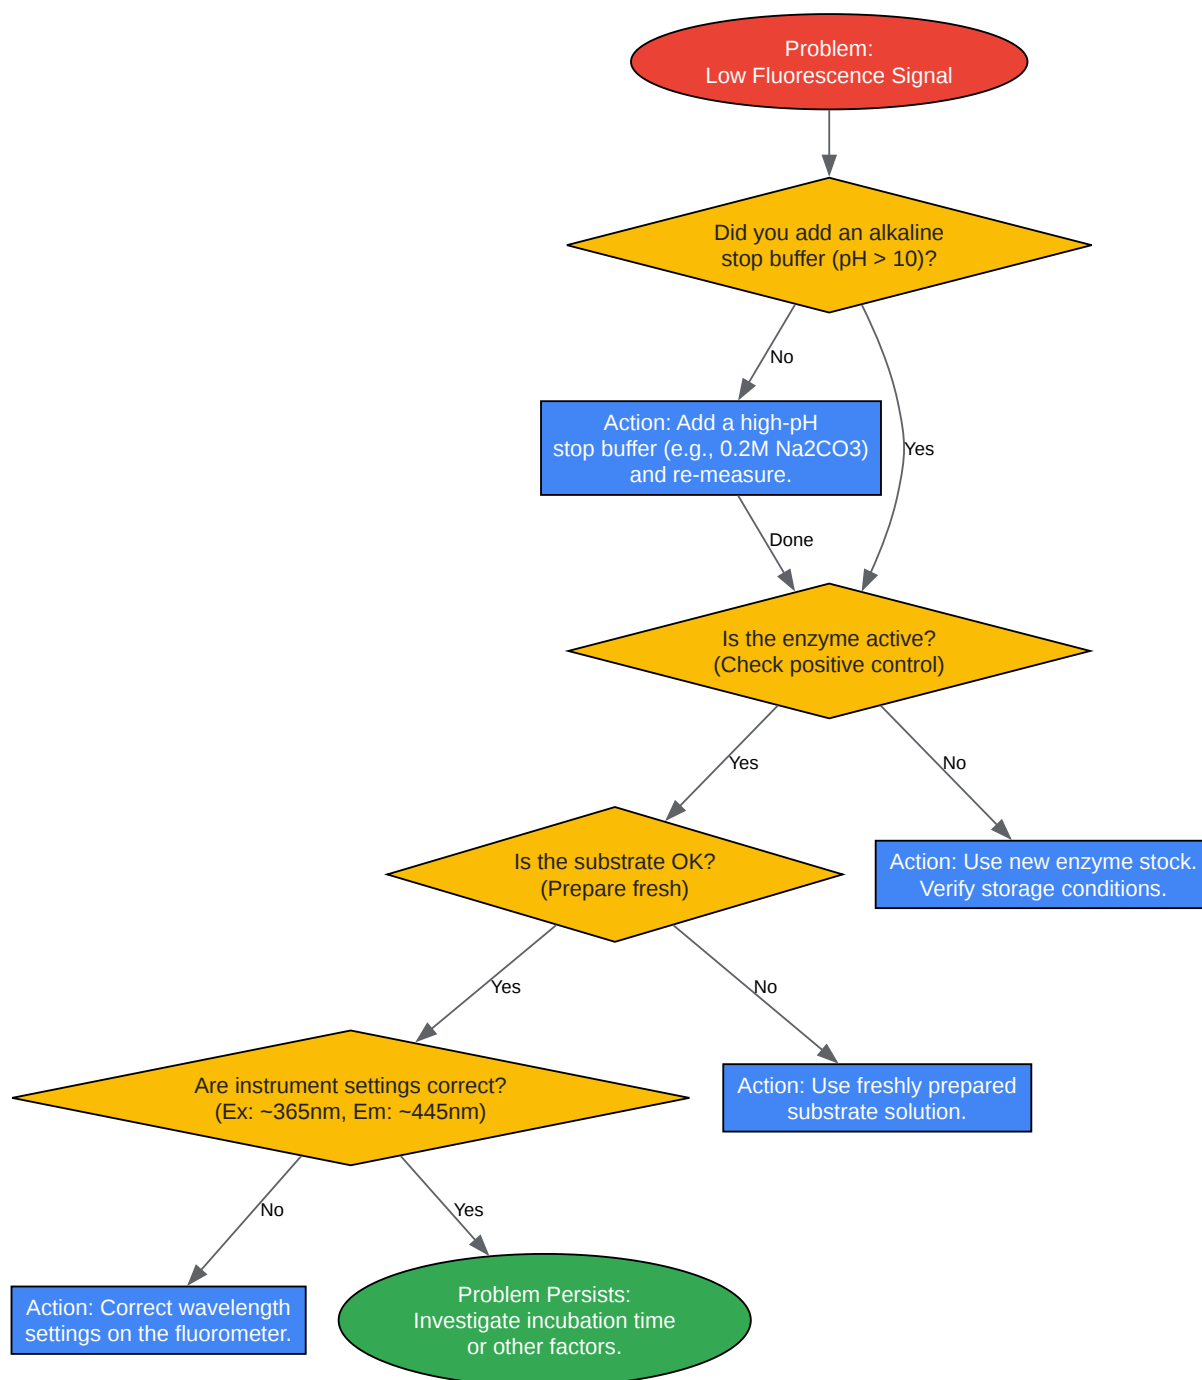 Problem:
Low Fluorescence Signal
Did you add an alkaline
stop buffer (pH > 10)?
No
Action: Add a high-pH
stop buffer (e.g., 0.2M Na2CO3)
and re-measure.
Yes
Done
Is the enzyme active?
(Check positive control)
Yes
No
Is the substrate OK?
(Prepare fresh)
Action: Use new enzyme stock.
Verify storage conditions.
Yes
No
Are instrument settings correct?
(Ex: ~365nm, Em: ~445nm)
Action: Use freshly prepared
substrate solution.
No
Yes
Action: Correct wavelength
settings on the fluorometer.
Problem Persists:
Investigate incubation time
or other factors.